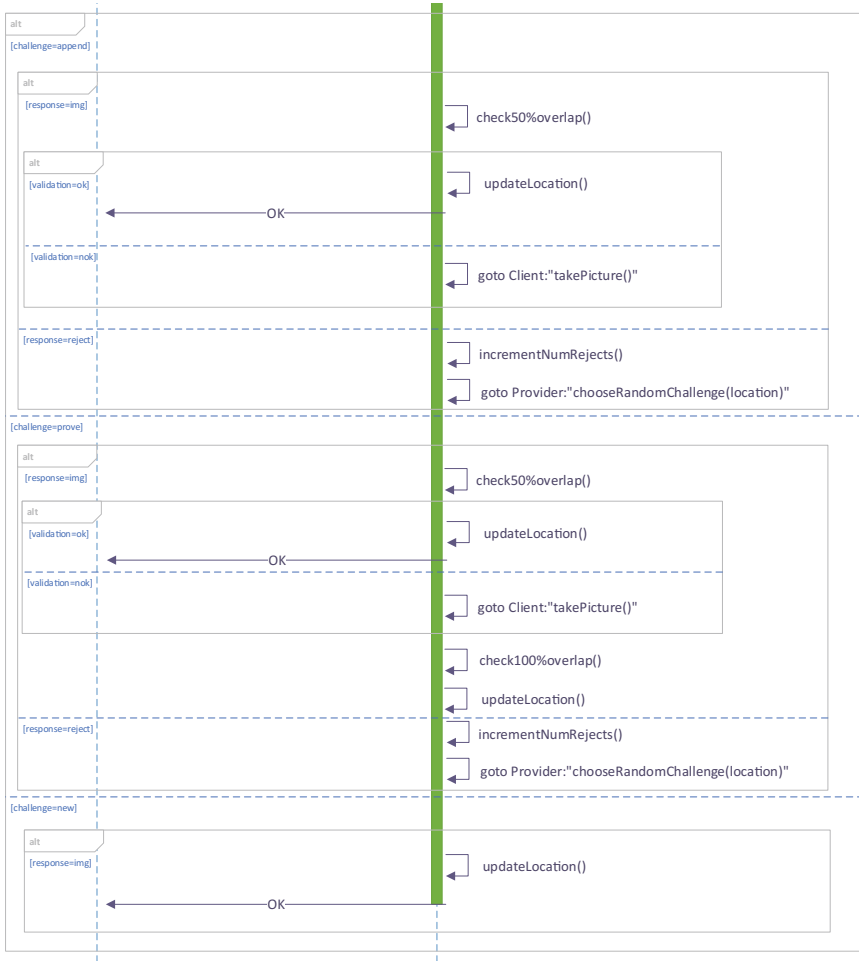 alt
[challenge=append]
alt
[response=img]
check50%overlap()
alt
[validation=ok]
updateLocation()
OK
[validation=nok]
goto Client:"takePicture()"
[response=reject]
incrementNumRejects()
goto Provider:"chooseRandomChallenge(location)"
[challenge=prove]
alt
[response=img]
check50%overlap()
alt
[validation=ok]
updateLocation()
OK
[validation=nok]
goto Client:"takePicture()"
check100%overlap()
updateLocation()
[response=reject]
incrementNumRejects()
goto Provider:"chooseRandomChallenge(location)"
[challenge=new]
alt
[response=img]
updateLocation()
OK